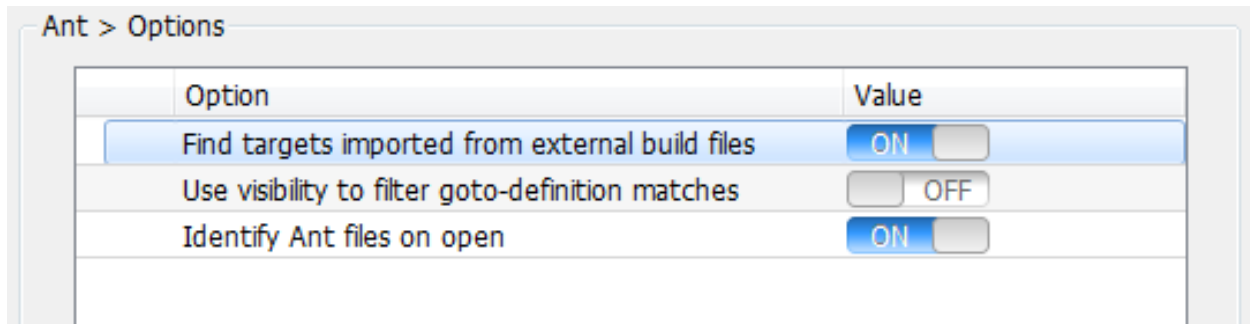 Ant > Options
Option Value
Find targets imported from external build files ON
Use visibility to filter goto-definition matches OFF
Identify Ant files on open ON